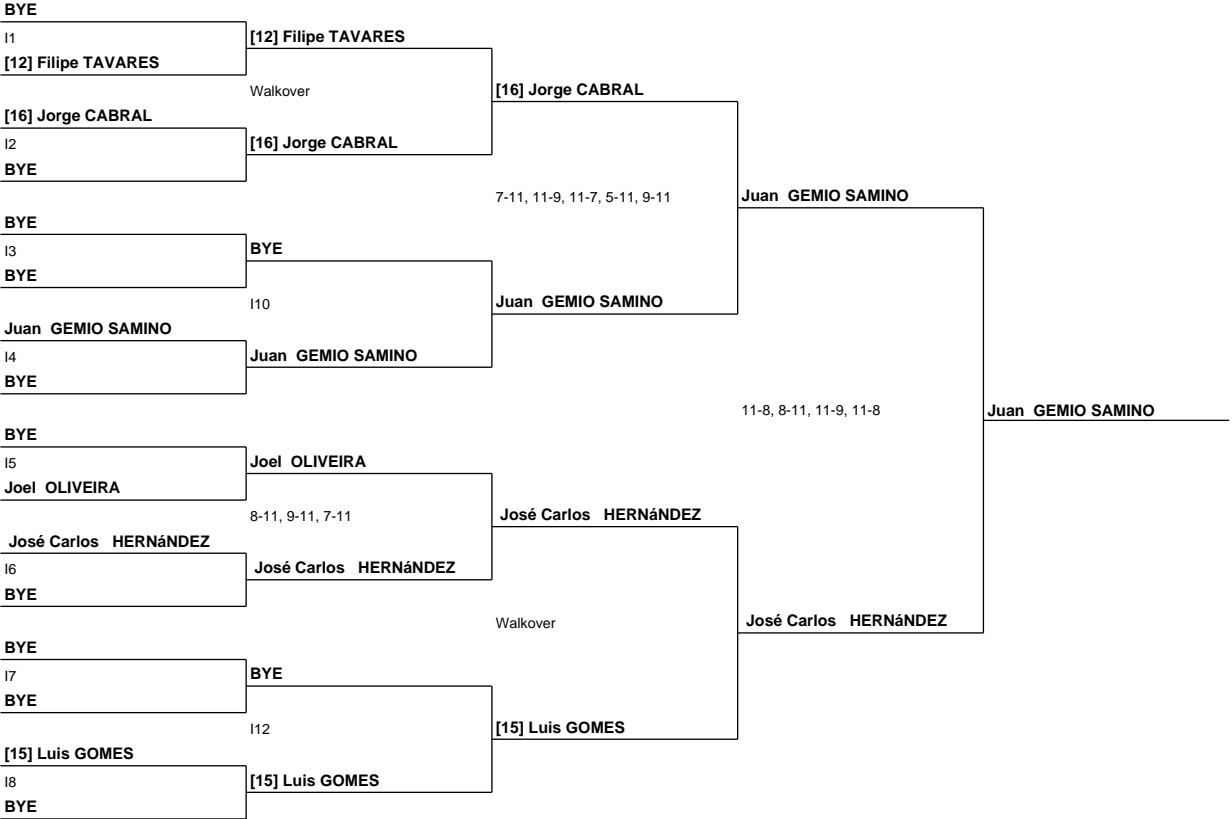 BYE
I1
[12] Filipe TAVARES
[12] Filipe TAVARES
Walkover
[16] Jorge CABRAL
[16] Jorge CABRAL
I2
[16] Jorge CABRAL
BYE
7-11, 11-9, 11-7, 5-11, 9-11
Juan GEMIO SAMINO
BYE
I3
BYE
BYE
I10
Juan GEMIO SAMINO
Juan GEMIO SAMINO
I4
Juan GEMIO SAMINO
BYE
11-8, 8-11, 11-9, 11-8
Juan GEMIO SAMINO
BYE
I5
Joel OLIVEIRA
Joel OLIVEIRA
8-11, 9-11, 7-11
José Carlos HERNáNDEZ
José Carlos HERNáNDEZ
I6
José Carlos HERNáNDEZ
BYE
Walkover
José Carlos HERNáNDEZ
BYE
I7
BYE
BYE
I12
[15] Luis GOMES
[15] Luis GOMES
I8
[15] Luis GOMES
BYE